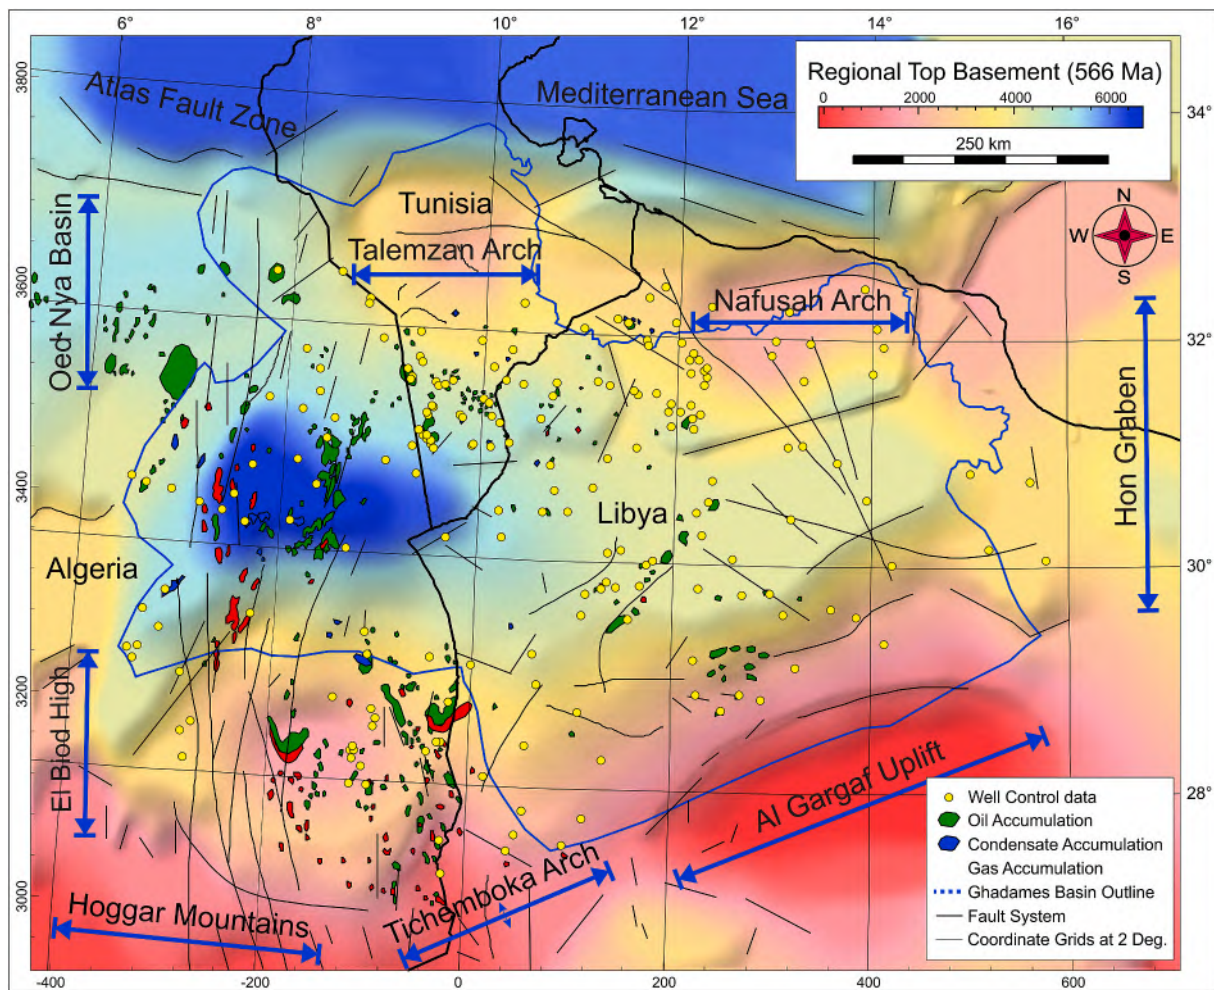 6° 8° 10° 12° 14° 16°
3800
Atlas Fault Zone
Mediterranean Sea
Regional Top Basement (566 Ma)
0 2000 4000 6000
250 km
34°
N
W E
S
Oed Nya Basin
Tunisia
Talemzan Arch
3600
Nafusah Arch
32°
Hon Graben
3400
Libya
Algeria
30°
El Biod High
3200
Al Gargaf Uplift
28°
Well Control data
Oil Accumulation
Condensate Accumulation
Gas Accumulation
Ghadames Basin Outline
Fault System
Coordinate Grids at 2 Deg.
3000
Hoggar Mountains
Tichemboka Arch
-400 -200 0 200 400 600